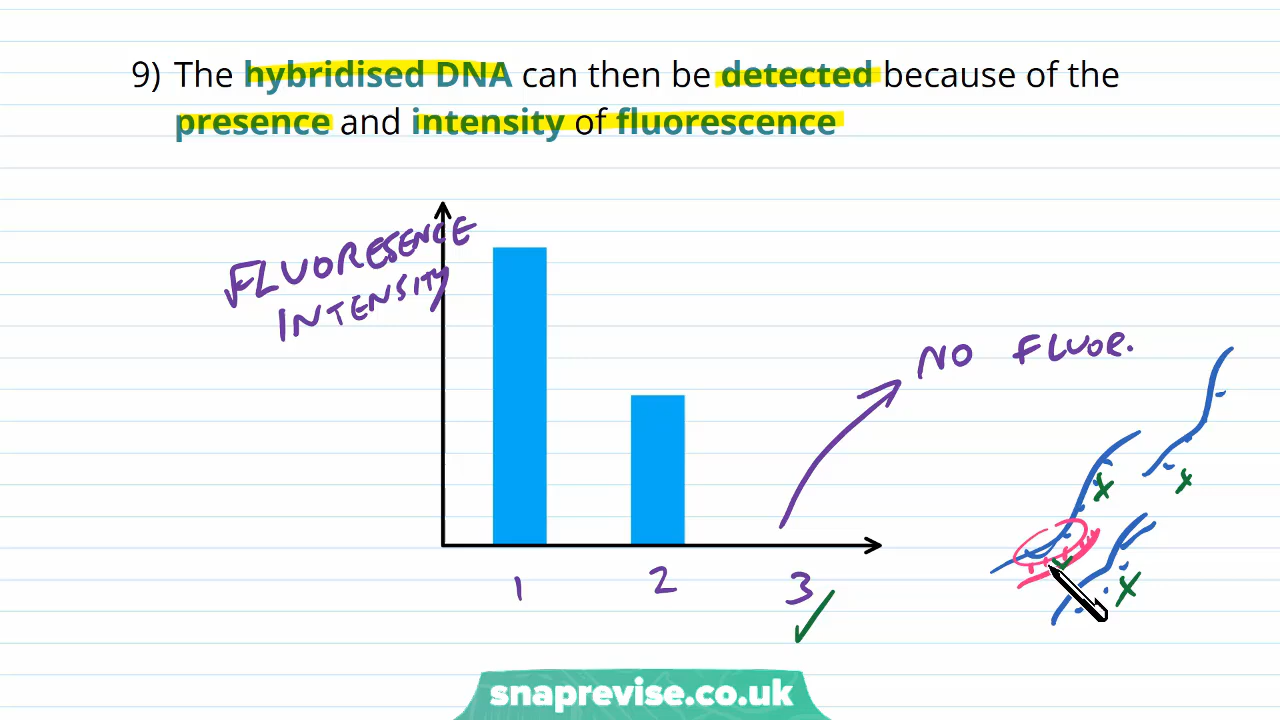 9) The hybridised DNA can then be detected because of the
presence and intensity of fluorescence
FLUORESENCE
INTENSITY
NO FLUOR.
1 2 3
snaprevise.co.uk